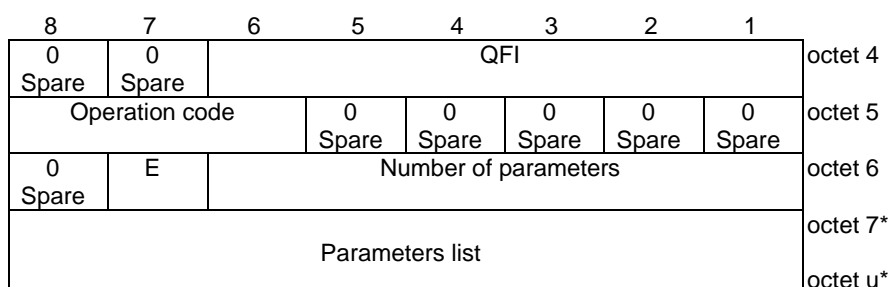 8 7 6 5 4 3 2 1
0 0 QFI octet 4
Spare Spare
Operation code 0 0 0 0 0 octet 5
Spare Spare Spare Spare Spare
0 E Number of parameters octet 6
Spare
octet 7*
Parameters list
octet u*